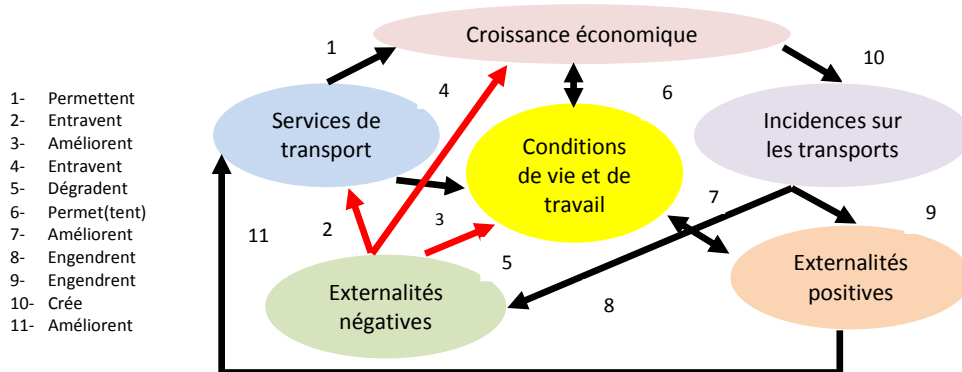 Croissance économique
1
10
4
6
1- Permettent
2- Entravent
3- Améliorent
4- Entravent
5- Dégradent
6- Permet(tent)
7- Améliorent
8- Engendrent
9- Engendrent
10- Crée
11- Améliorent
Services de
transport
Conditions
de vie et de
travail
Incidences sur
les transports
11
2
3
7
9
5
8
Externalités
négatives
Externalités
positives